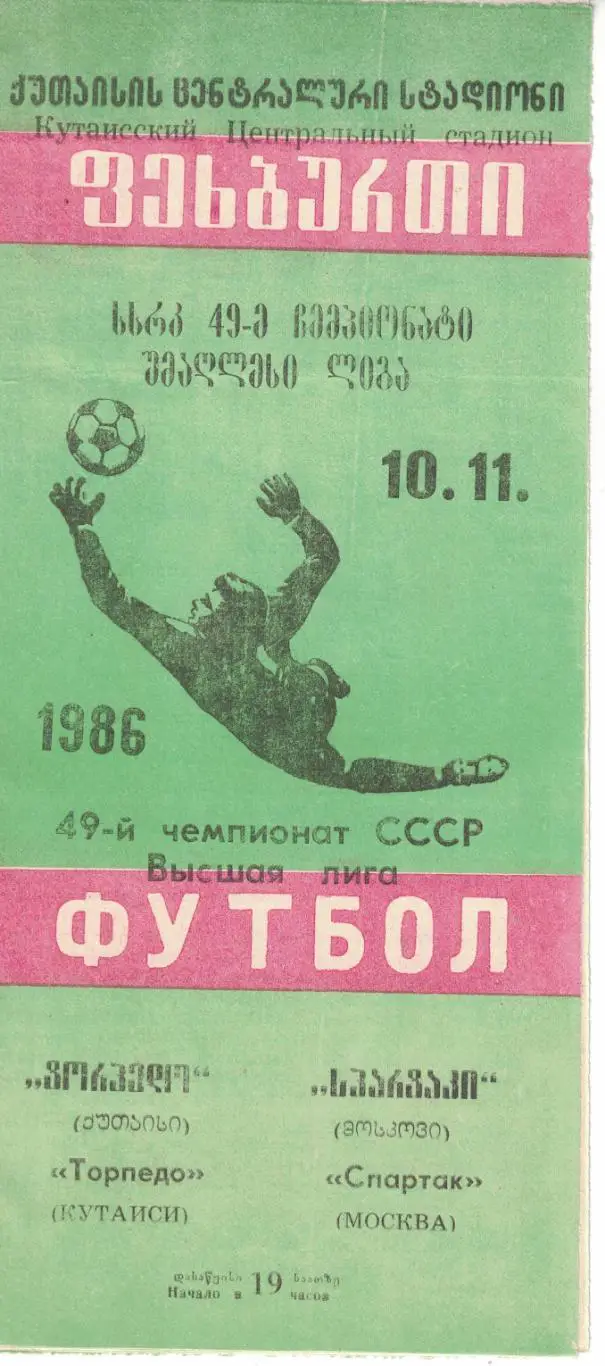 ქუთაისის ცენტრალური სტადიონი
Кутаисский Центральный стадион
ფეხბურთი
სსრკ 49-ე ჩემპიონატი
უმაღლესი ლიგა
10.11.
1986
49-й чемпионат СССР
Высшая лига
ФУТБОЛ
„ტორპედო“ „სპარტაკი“
(ქუთაისი) (მოსკოვი)
«Торпедо» «Спартак»
(КУТАИСИ) (МОСКВА)
დასაწყისი 19 საათზე
Начало в часов